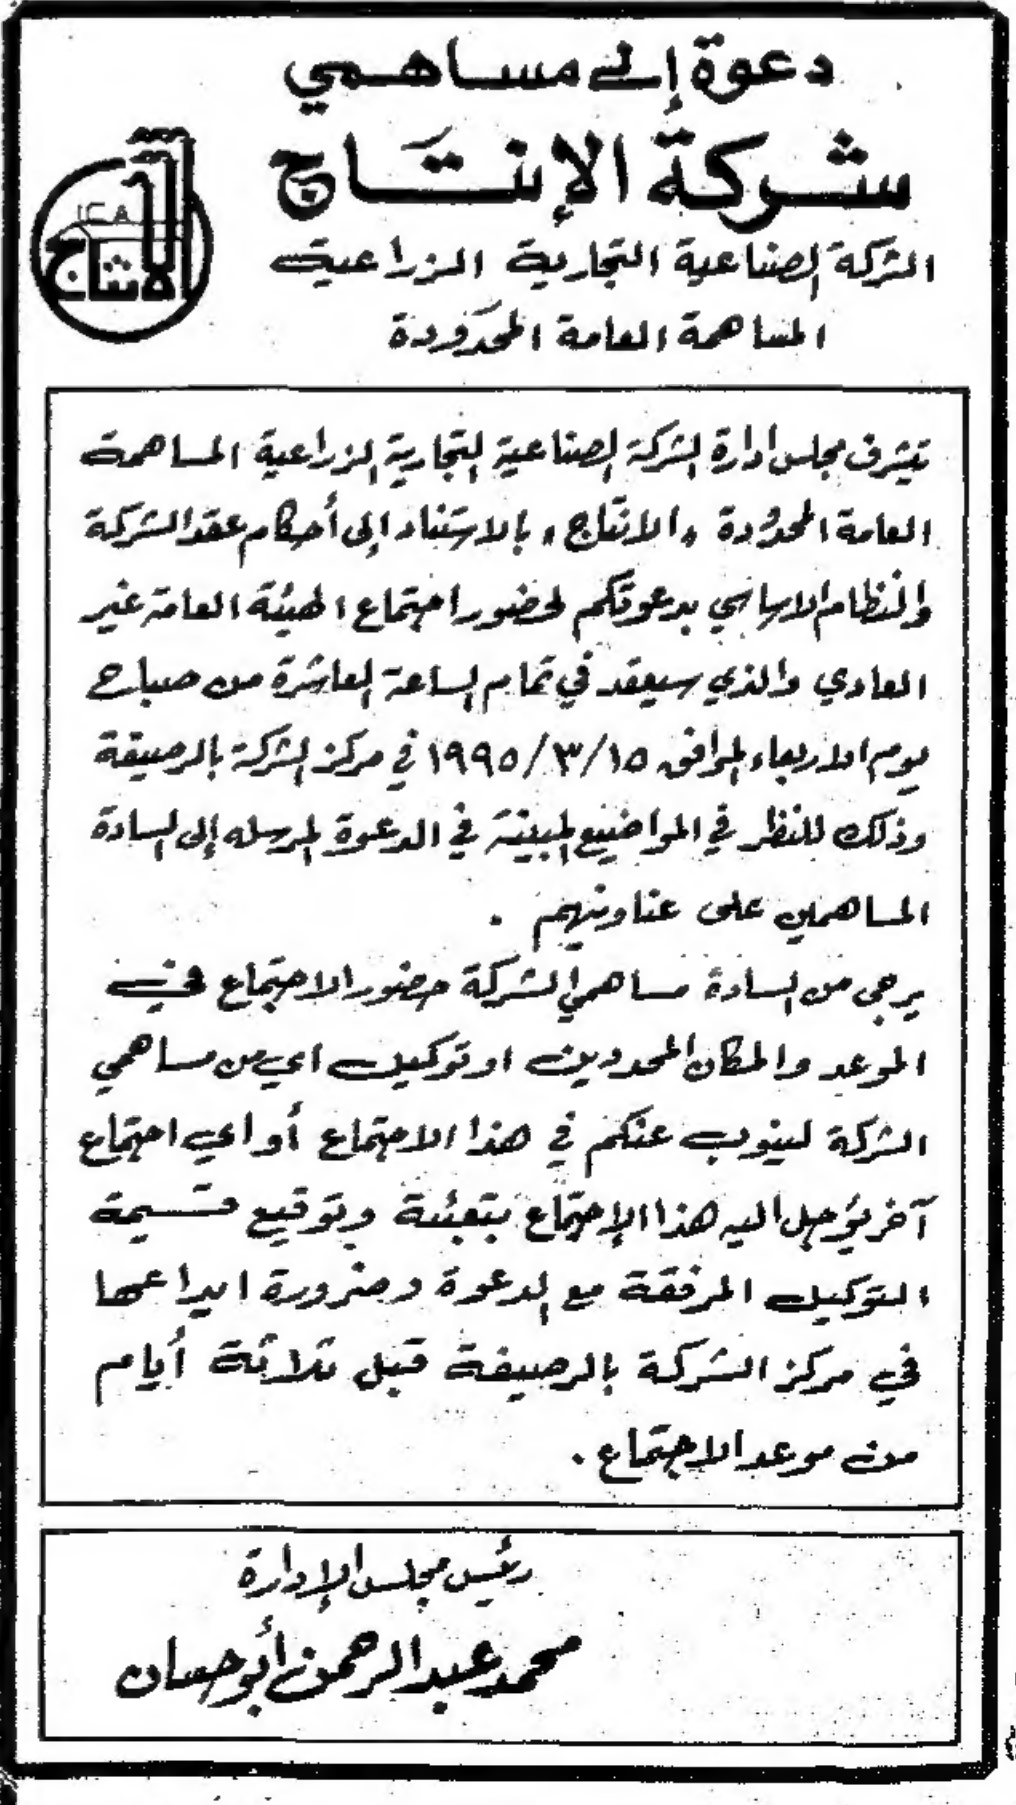 دعوة إلى مساهمي
شركة الإنتاج
ICA
الانتاج
الشركة الصناعية التجارية الزراعية
المساهمة العامة المحدودة
يتشرف مجلس ادارة الشركة الصناعية التجارية الزراعية المساهمة
العامة المحدودة "الانتاج" بالاستناد إلى أحكام عقد الشركة
والنظام الاساسي بدعوتكم لحضور اجتماع الهيئة العامة غير
العادي والذي سيعقد في تمام الساعة العاشرة من صباح
يوم الاربعاء الموافق ١٩٩٥/٣/١٥ في مركز الشركة بالرصيفة
وذلك للنظر في المواضيع المبينة في الدعوة المرسله إلى السادة
المساهمين على عناوينهم .
يرجى من السادة مساهمي الشركة حضور الاجتماع في
الموعد والمكان المحددين او توكيل اي من مساهمي
الشركة لينوب عنكم في هذا الاجتماع أو اي اجتماع
آخر يؤجل اليه هذا الإجتماع بتعبئة وتوقيع قسيمة
التوكيل المرفقة مع الدعوة وضرورة ايداعها
في مركز الشركة بالرصيفة قبل ثلاثة أيام
من موعد الاجتماع .
رئيس مجلس الإدارة
محمد عبد الرحمن أبو حسان